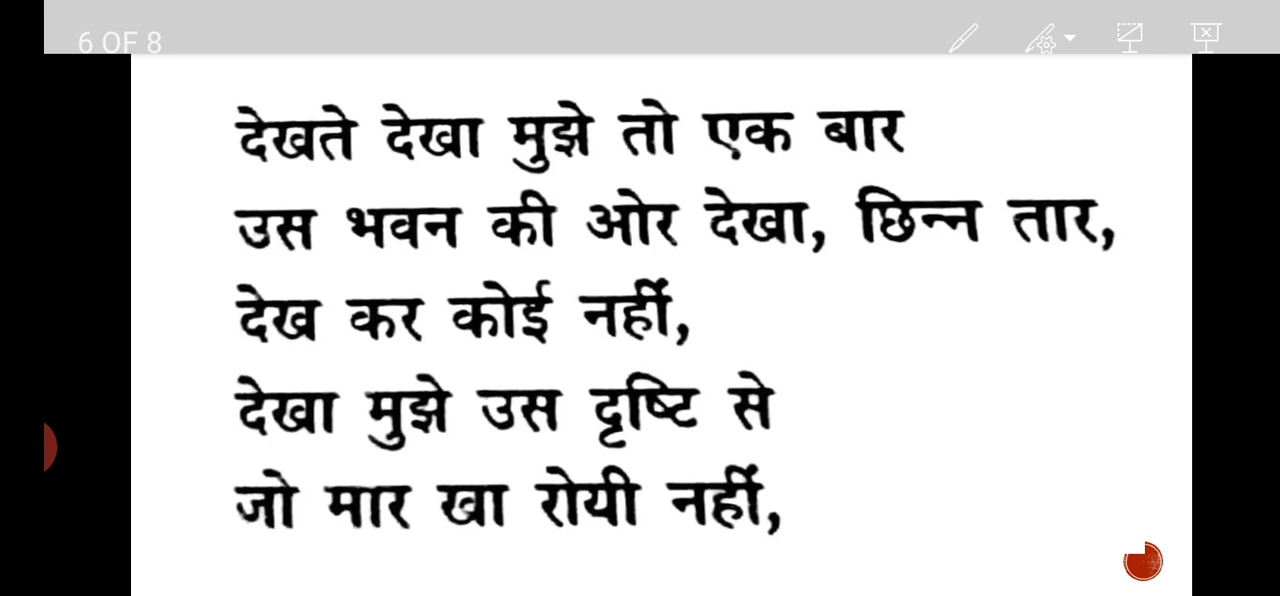 6 OF 8
देखते देखा मुझे तो एक बार
उस भवन की ओर देखा, छिन्न तार,
देख कर कोई नहीं,
देखा मुझे उस दृष्टि से
जो मार खा रोयी नहीं,